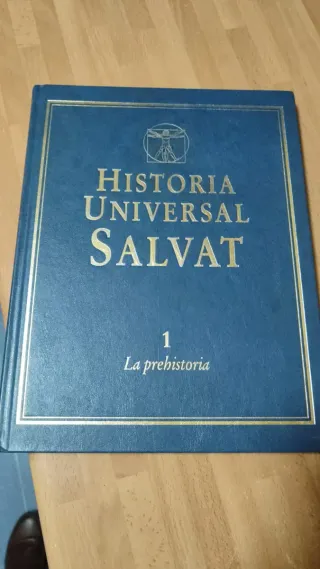 HISTORIA
UNIVERSAL
SALVAT
1
La prehistoria